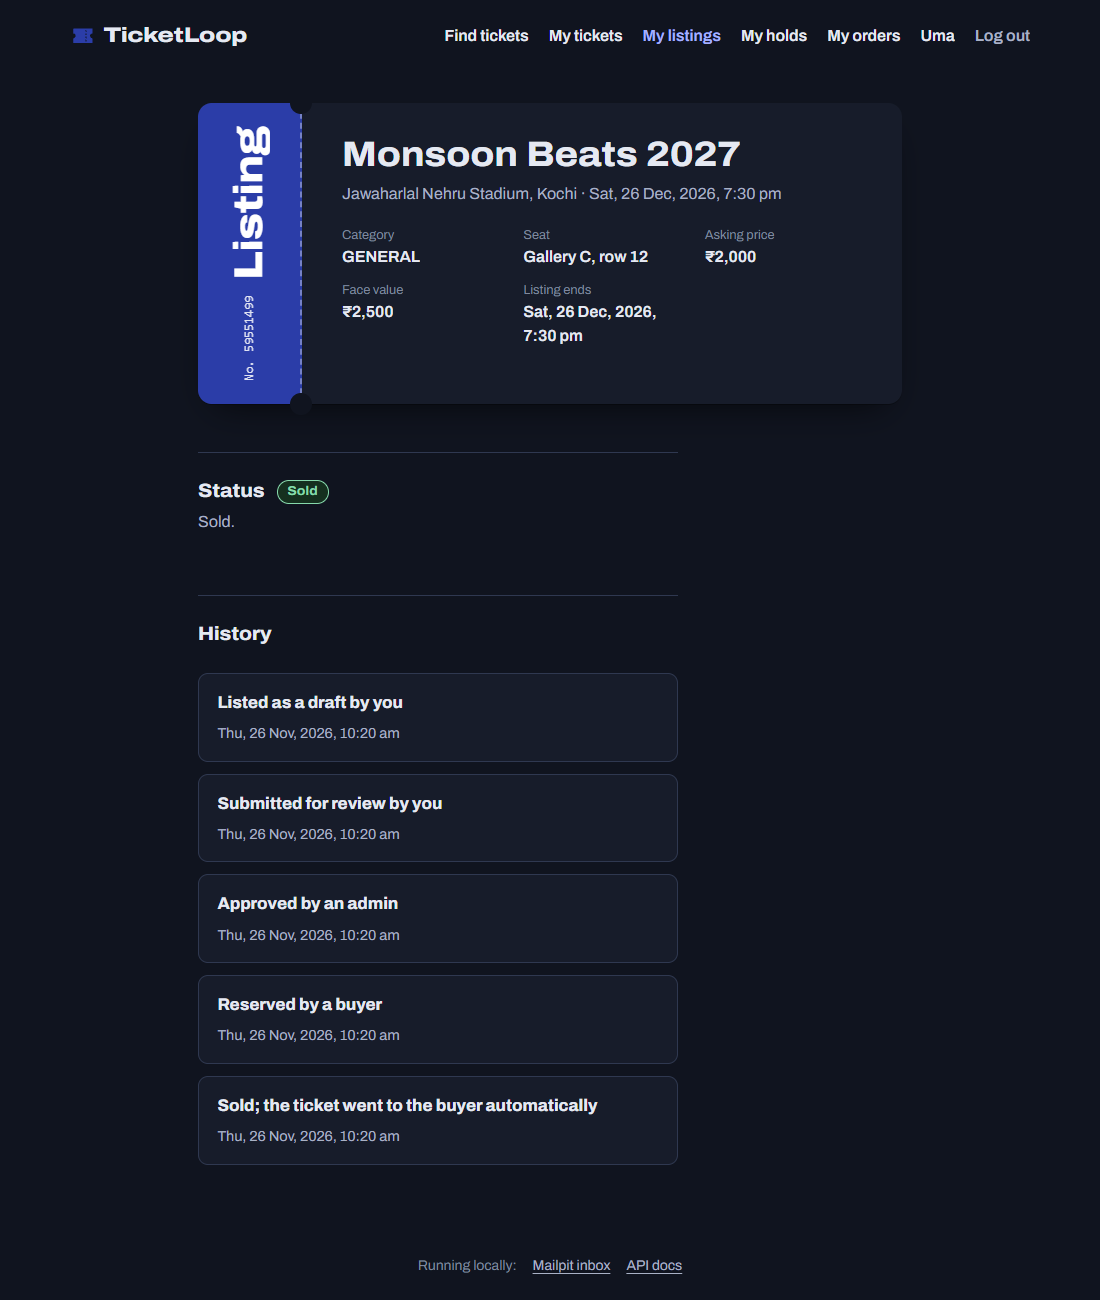 TicketLoop
Find tickets My tickets My listings My holds My orders Uma Log out
Listing
No. 59551499
Monsoon Beats 2027
Jawaharlal Nehru Stadium, Kochi · Sat, 26 Dec, 2026, 7:30 pm
Category Seat Asking price
GENERAL Gallery C, row 12 ₹2,000
Face value Listing ends
₹2,500 Sat, 26 Dec, 2026,
7:30 pm
Status Sold
Sold.
History
Listed as a draft by you
Thu, 26 Nov, 2026, 10:20 am
Submitted for review by you
Thu, 26 Nov, 2026, 10:20 am
Approved by an admin
Thu, 26 Nov, 2026, 10:20 am
Reserved by a buyer
Thu, 26 Nov, 2026, 10:20 am
Sold; the ticket went to the buyer automatically
Thu, 26 Nov, 2026, 10:20 am
Running locally: Mailpit inbox API docs